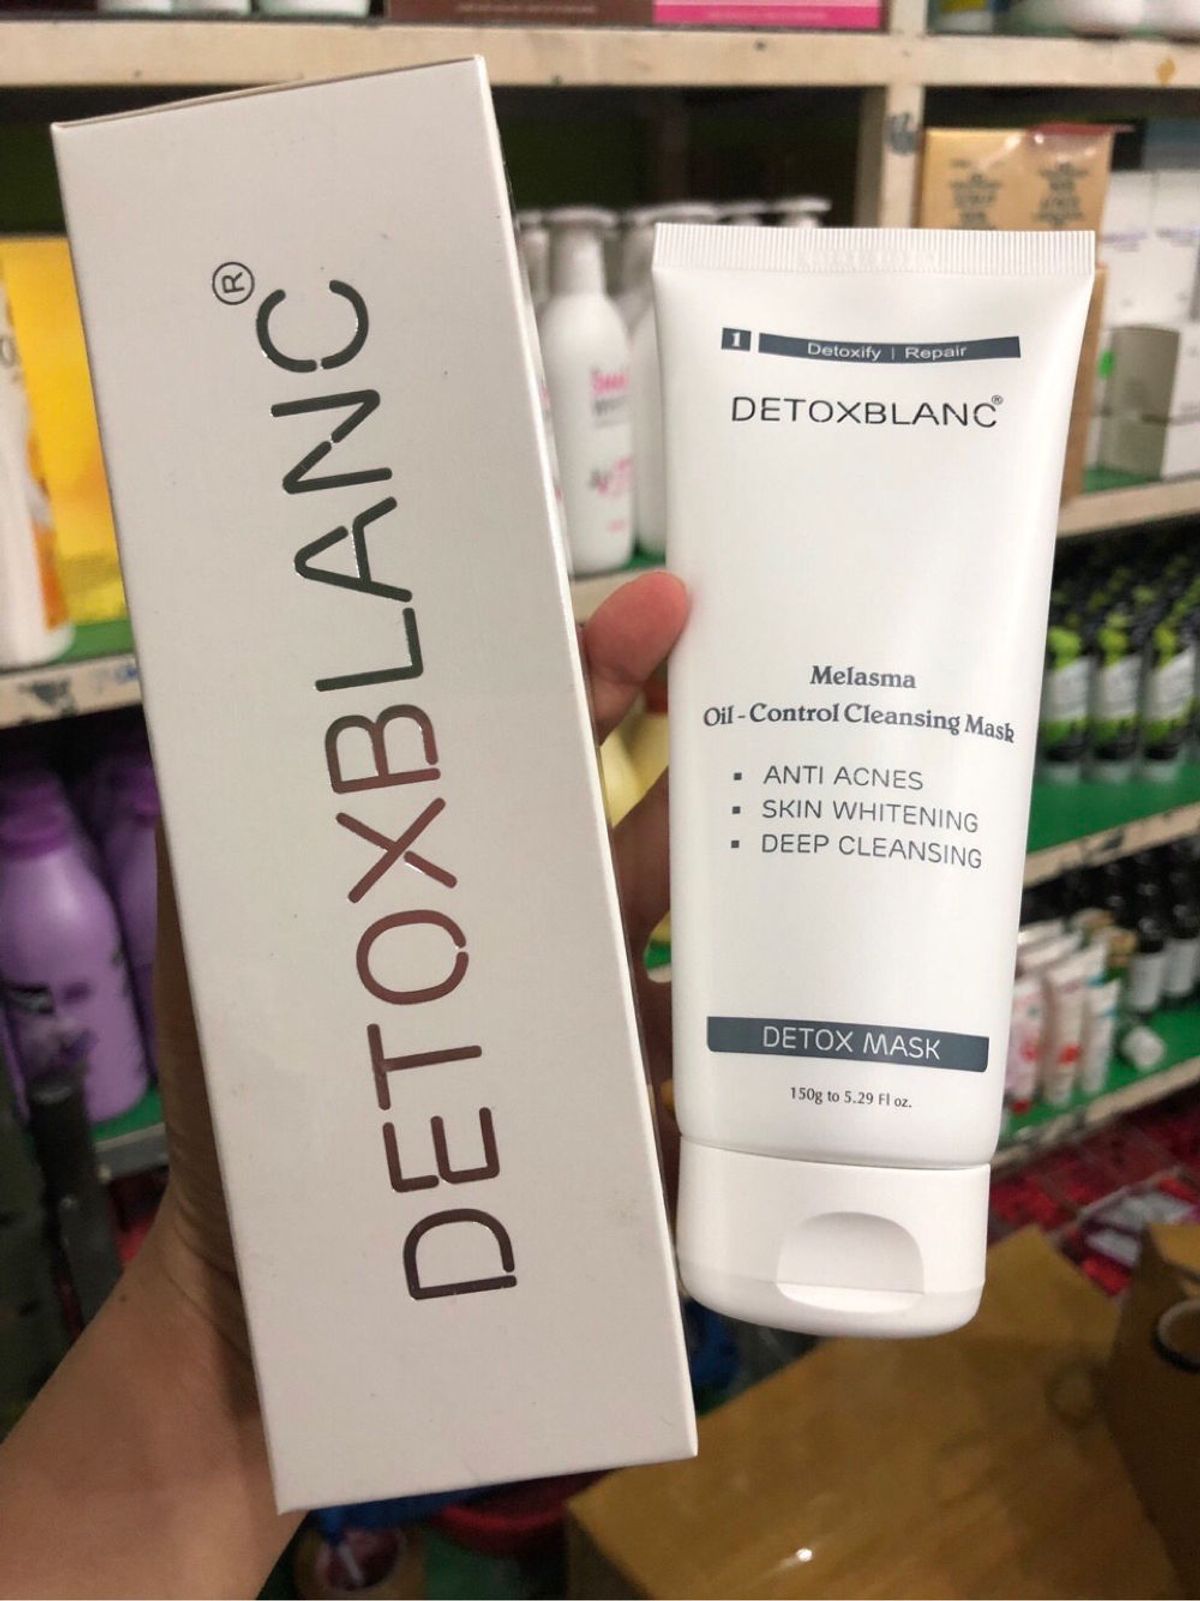 DETOXBLANC®
1 Detoxify | Repair
DETOXBLANC®
Melasma
Oil - Control Cleansing Mask
▪ ANTI ACNES
▪ SKIN WHITENING
▪ DEEP CLEANSING
DETOX MASK
150g to 5.29 Fl oz.